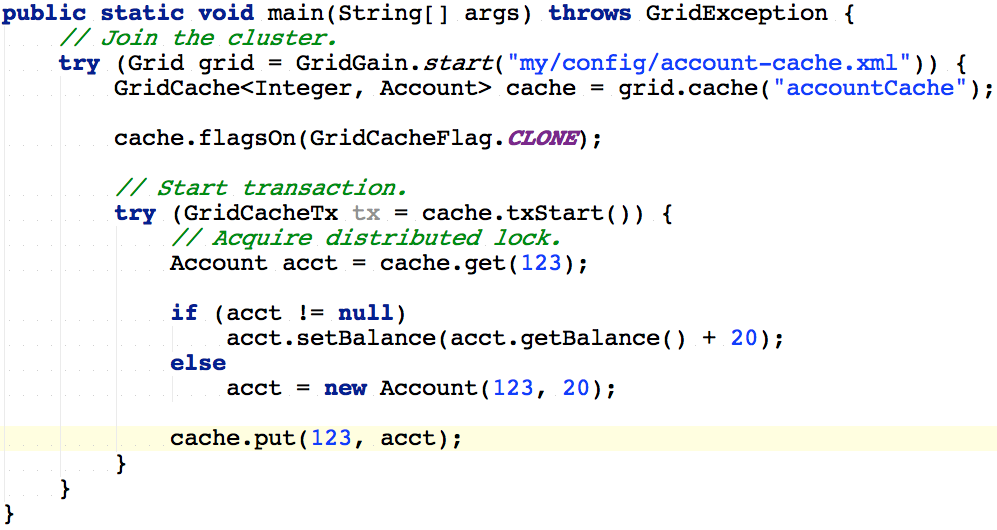 public static void main(String[] args) throws GridException {
    // Join the cluster.
    try (Grid grid = GridGain.start("my/config/account-cache.xml")) {
        GridCache<Integer, Account> cache = grid.cache("accountCache");

        cache.flagsOn(GridCacheFlag.CLONE);

        // Start transaction.
        try (GridCacheTx tx = cache.txStart()) {
            // Acquire distributed lock.
            Account acct = cache.get(123);

            if (acct != null)
                acct.setBalance(acct.getBalance() + 20);
            else
                acct = new Account(123, 20);

            cache.put(123, acct);
        }
    }
}